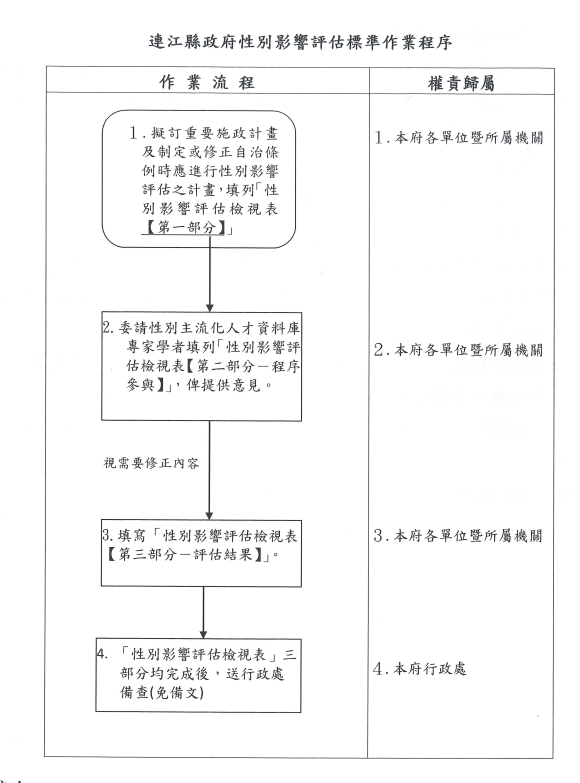 連江縣政府性別影響評估標準作業程序
作業流程
權責歸屬
1.擬訂重要施政計畫
及制定或修正自治條
例時應進行性別影響
評估之計畫,填列「性
別影響評估檢視表
【第一部分】」
1.本府各單位暨所屬機關
2.委請性別主流化人才資料庫
專家學者填列「性別影響評
估檢視表【第二部分－程序
參與】」，俾提供意見。
2.本府各單位暨所屬機關
視需要修正內容
3.填寫「性別影響評估檢視表
【第三部分－評估結果】」。
3.本府各單位暨所屬機關
4. 「性別影響評估檢視表」三
部分均完成後，送行政處
備查(免備文)
4.本府行政處